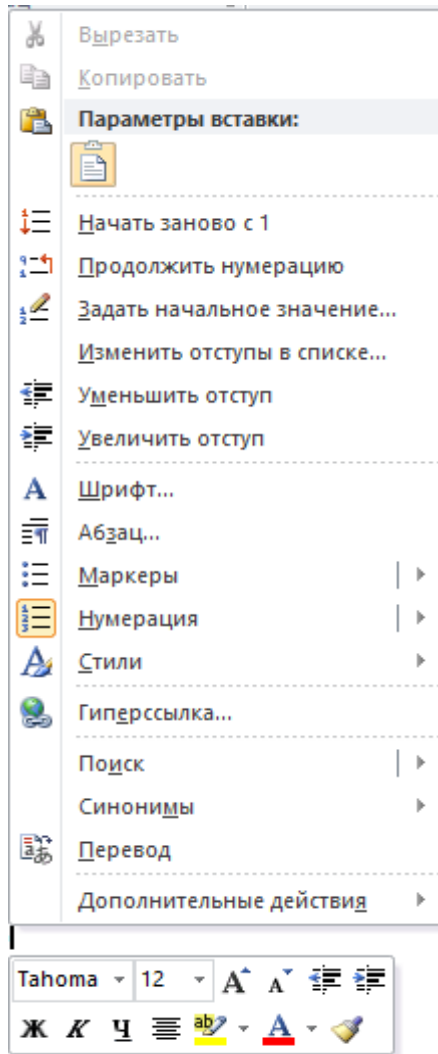 Вырезать
Копировать
Параметры вставки:
Начать заново с 1
Продолжить нумерацию
Задать начальное значение...
Изменить отступы в списке...
Уменьшить отступ
Увеличить отступ
Шрифт...
Абзац...
Маркеры
Нумерация
Стили
Гиперссылка...
Поиск
Синонимы
Перевод
Дополнительные действия
Tahoma 12 A A
Ж К Ч ab A